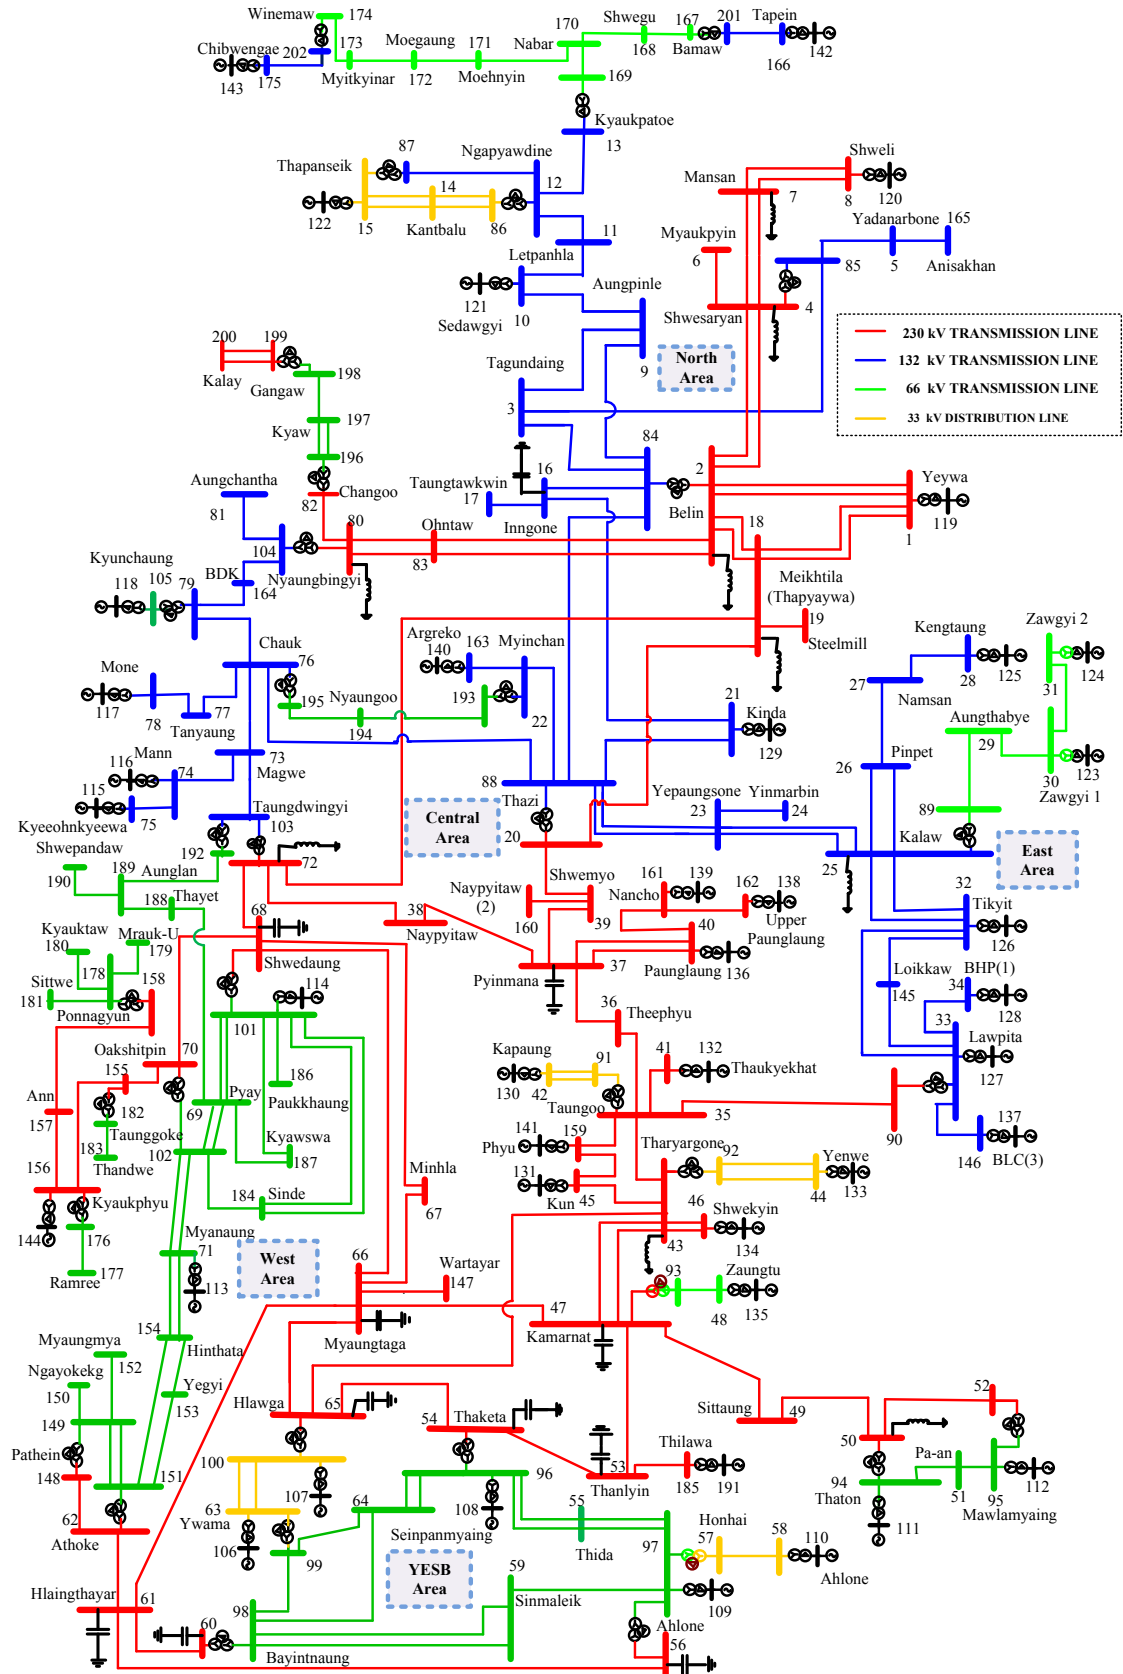 Winemaw
174
170
Shwegu
167
201
Tapein
Chibwengae
202
173
Moegaung
171
Nabar
168
Bamaw
166
142
143
175
Myitkyinar
172
Moehnyin
169
Kyaukpatoe
13
Thapanseik
87
Ngapyawdine
12
14
122
15
Kantbalu
86
11
Letpanhla
121
Sedawgyi
10
Aungpinle
9
Mansan
7
Shweli
8
120
Myaukpyin
6
Yadanarbone
165
5
Anisakhan
85
4
Shwesaryan
230 kV TRANSMISSION LINE
132 kV TRANSMISSION LINE
66 kV TRANSMISSION LINE
33 kV DISTRIBUTION LINE
North
Area
200
199
Kalay
Gangaw
198
Tagundaing
3
197
Kyaw
196
84
2
16
Taungtawkwin
17
Inngone
Belin
Yeywa
119
1
Aungchantha
81
Changoo
82
80
Ohntaw
83
18
Kyunchaung
118
105
79
BDK
104
164
Nyaungbingyi
Meikhtila
(Thapyaywa)
19
Steelmill
Chauk
76
Argreko
140
163
Myinchan
193
22
Mone
117
78
77
Tanyaung
195
Nyaungoo
194
21
Kinda
129
Kengtaung
28
125
27
Namsan
Zawgyi 2
124
31
Aungthabye
29
30
123
Zawgyi 1
Mann
116
74
73
Magwe
115
75
Kyeeohnkyeewa
Taungdwingyi
103
88
Thazi
Central
Area
20
Yepaungsone
23
Yinmarbin
24
Pinpet
26
89
Kalaw
25
East
Area
Shwepandaw
190
189
Aunglan
192
72
188
Thayet
Shwemyo
Naypyitaw
(2)
160
39
161
Nancho
139
162
138
Upper
Paunglaung
40
Paunglaung
136
32
Tikyit
126
BHP(1)
Kyauktaw
180
Mrauk-U
179
178
158
Sittwe
181
Ponnagyun
68
Shwedaung
38
Naypyitaw
Pyinmana
37
Loikkaw
145
34
128
33
Lawpita
127
114
101
36
Theephyu
Oakshitpin
155
70
186
Paukkhaung
Kapaung
91
130
42
Taungoo
41
132
Thaukyekhat
35
Ann
157
182
69
Pyay
Taunggoke
183
102
Thandwe
Kyawswa
187
141
159
Phyu
Tharyargone
92
90
137
146
BLC(3)
156
Kyaukphyu
144
176
184
Sinde
Minhla
67
131
Kun
45
Yenwe
44
133
46
Shwekyin
134
43
Ramree
177
Myanaung
71
113
West
Area
66
Wartayar
147
93
Zaungtu
48
135
47
Kamarnat
Myaungmya
152
154
Hinthata
Myaungtaga
Ngayokekg
150
Yegyi
153
149
Hlawga
65
54
Thaketa
Sittaung
49
52
50
Pathein
148
151
100
96
53
Thanlyin
Thilawa
185
191
Pa-an
94
Thaton
51
95
112
Mawlamyaing
62
Athoke
63
Ywama
107
64
108
55
Honhai
111
106
99
Seinpanmyaing
Thida
97
57
58
110
Ahlone
YESB
Area
59
Hlaingthayar
61
98
Sinmaleik
109
60
Bayintnaung
Ahlone
56